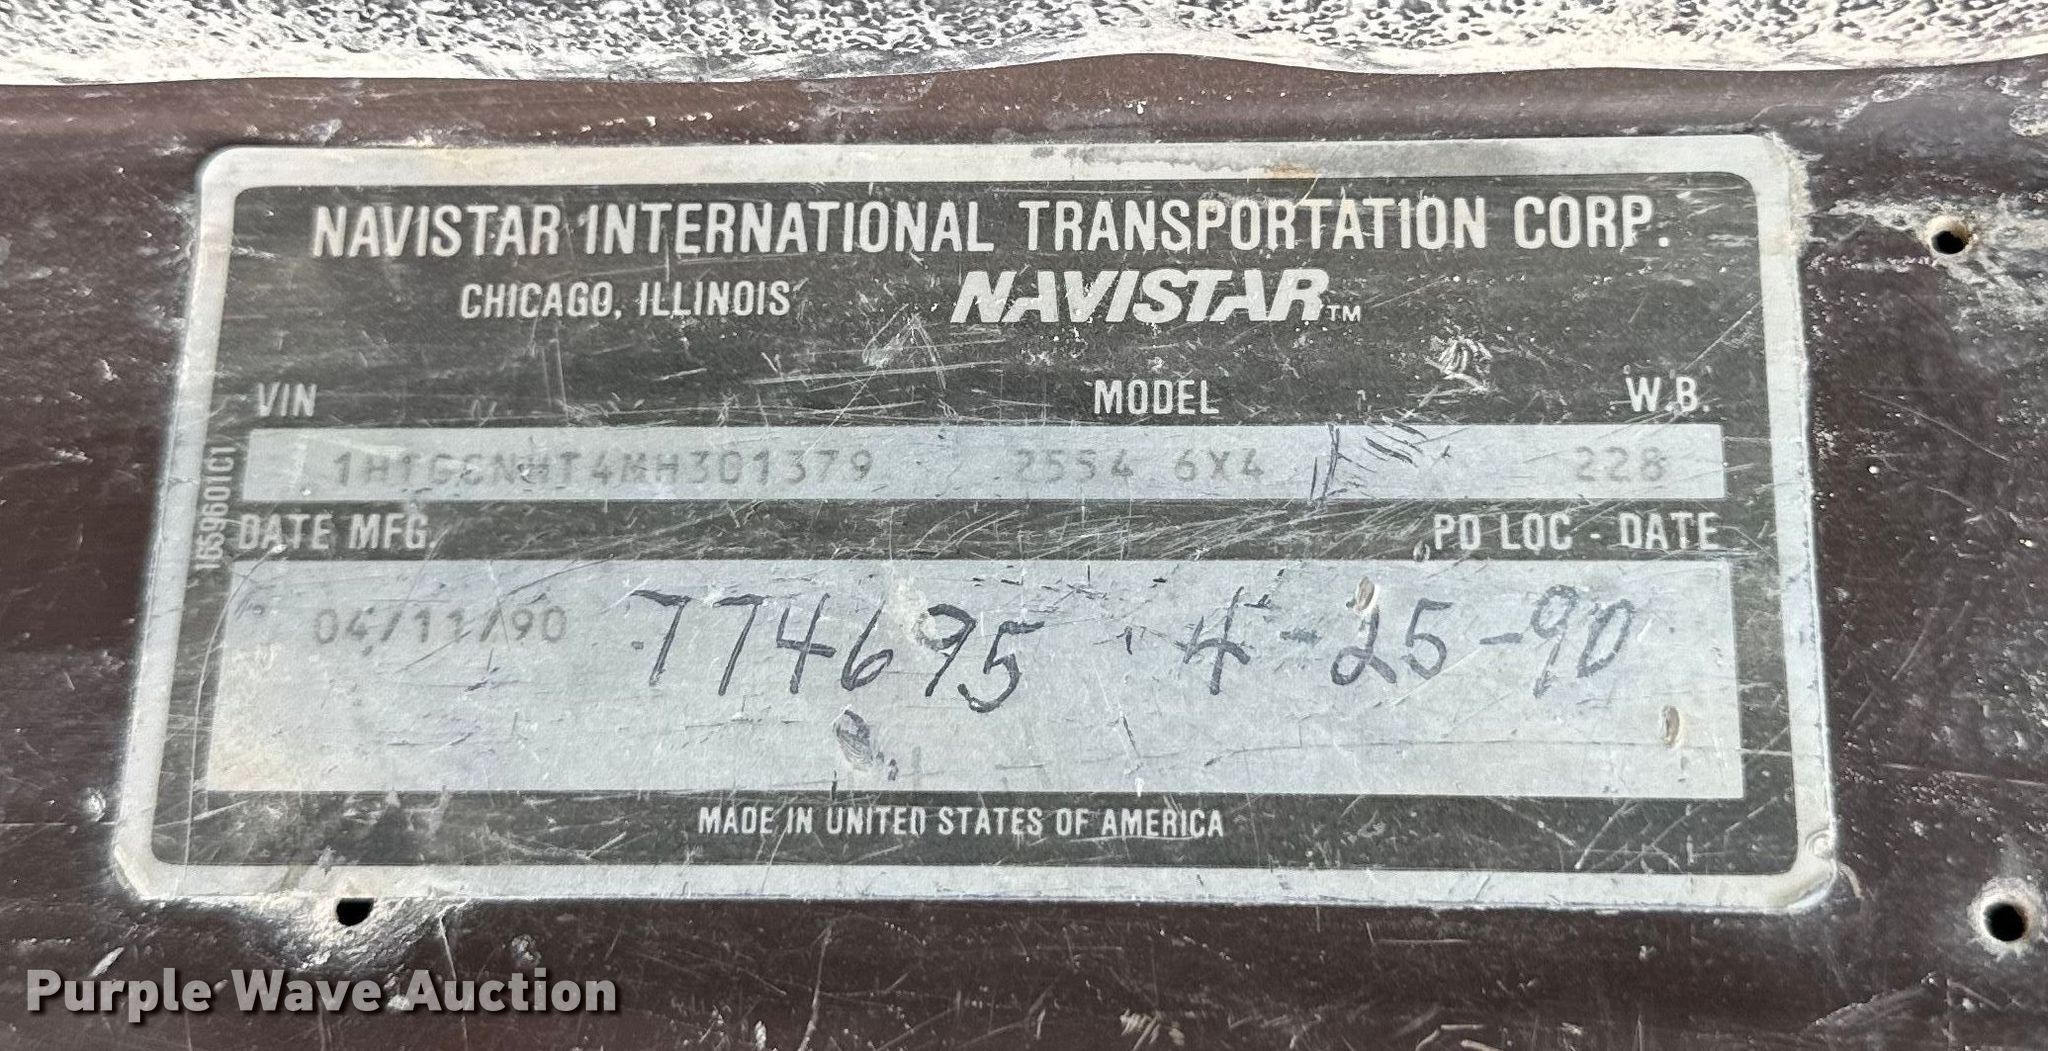 NAVISTAR INTERNATIONAL TRANSPORTATION CORP.
CHICAGO, ILLINOIS NAVISTAR™
VIN MODEL W.B.
2554 6X4 228
DATE MFG. PD LOC - DATE
04/11/90 774695 4-25-90
MADE IN UNITED STATES OF AMERICA
1659601C1
Purple Wave Auction